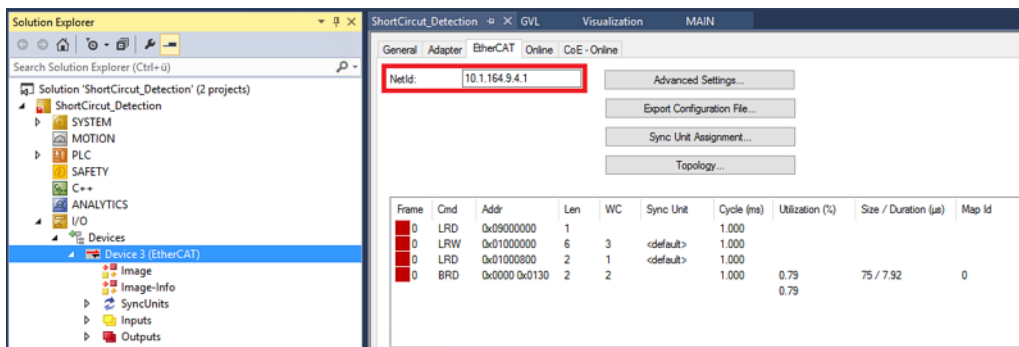 Solution Explorer
Search Solution Explorer (Ctrl+ü)
Solution 'ShortCircut_Detection' (2 projects)
ShortCircut_Detection
SYSTEM
MOTION
PLC
SAFETY
C++
ANALYTICS
I/O
Devices
Device 3 (EtherCAT)
Image
Image-Info
SyncUnits
Inputs
Outputs
ShortCircut_Detection GVL Visualization MAIN
General Adapter EtherCAT Online CoE - Online
NetId: 10.1.164.9.4.1
Advanced Settings...
Export Configuration File...
Sync Unit Assignment...
Topology...
Frame Cmd Addr Len WC Sync Unit Cycle (ms) Utilization (%) Size / Duration (µs) Map Id
0 LRD 0x09000000 1 1.000
0 LRW 0x01000000 6 3 <default> 1.000
0 LRD 0x01000800 2 1 <default> 1.000
0 BRD 0x0000 0x0130 2 2 1.000 0.79 75 / 7.92 0
0.79